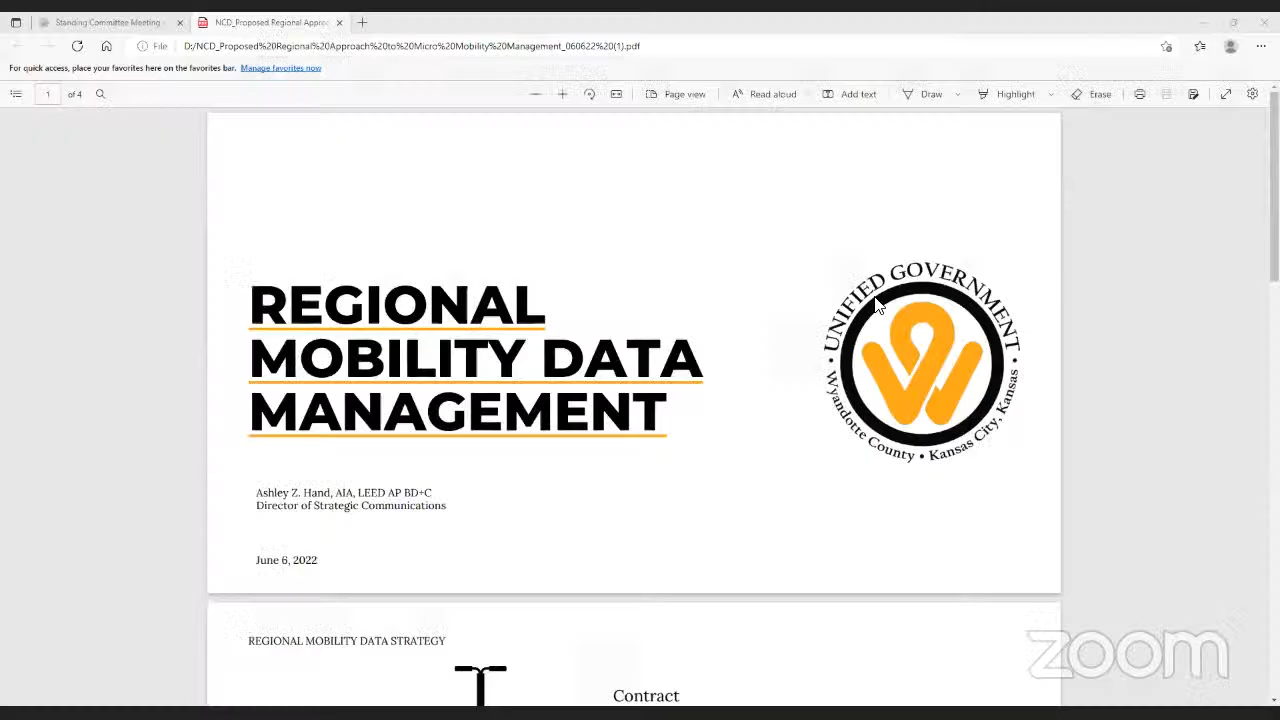 Standing Committee Meeting
NCD_Proposed Regional Approa
File
D:/NCD_Proposed%20Regional%20Approach%20to%20Micro%20Mobility%20Management_060622%20(1).pdf
For quick access, place your favorites here on the favorites bar. Manage favorites now
1 of 4
Page view
Read aloud
Add text
Draw
Highlight
Erase
REGIONAL
MOBILITY DATA
MANAGEMENT
UNIFIED GOVERNMENT
Wyandotte County • Kansas City, Kansas
Ashley Z. Hand, AIA, LEED AP BD+C
Director of Strategic Communications
June 6, 2022
REGIONAL MOBILITY DATA STRATEGY
Contract
zoom